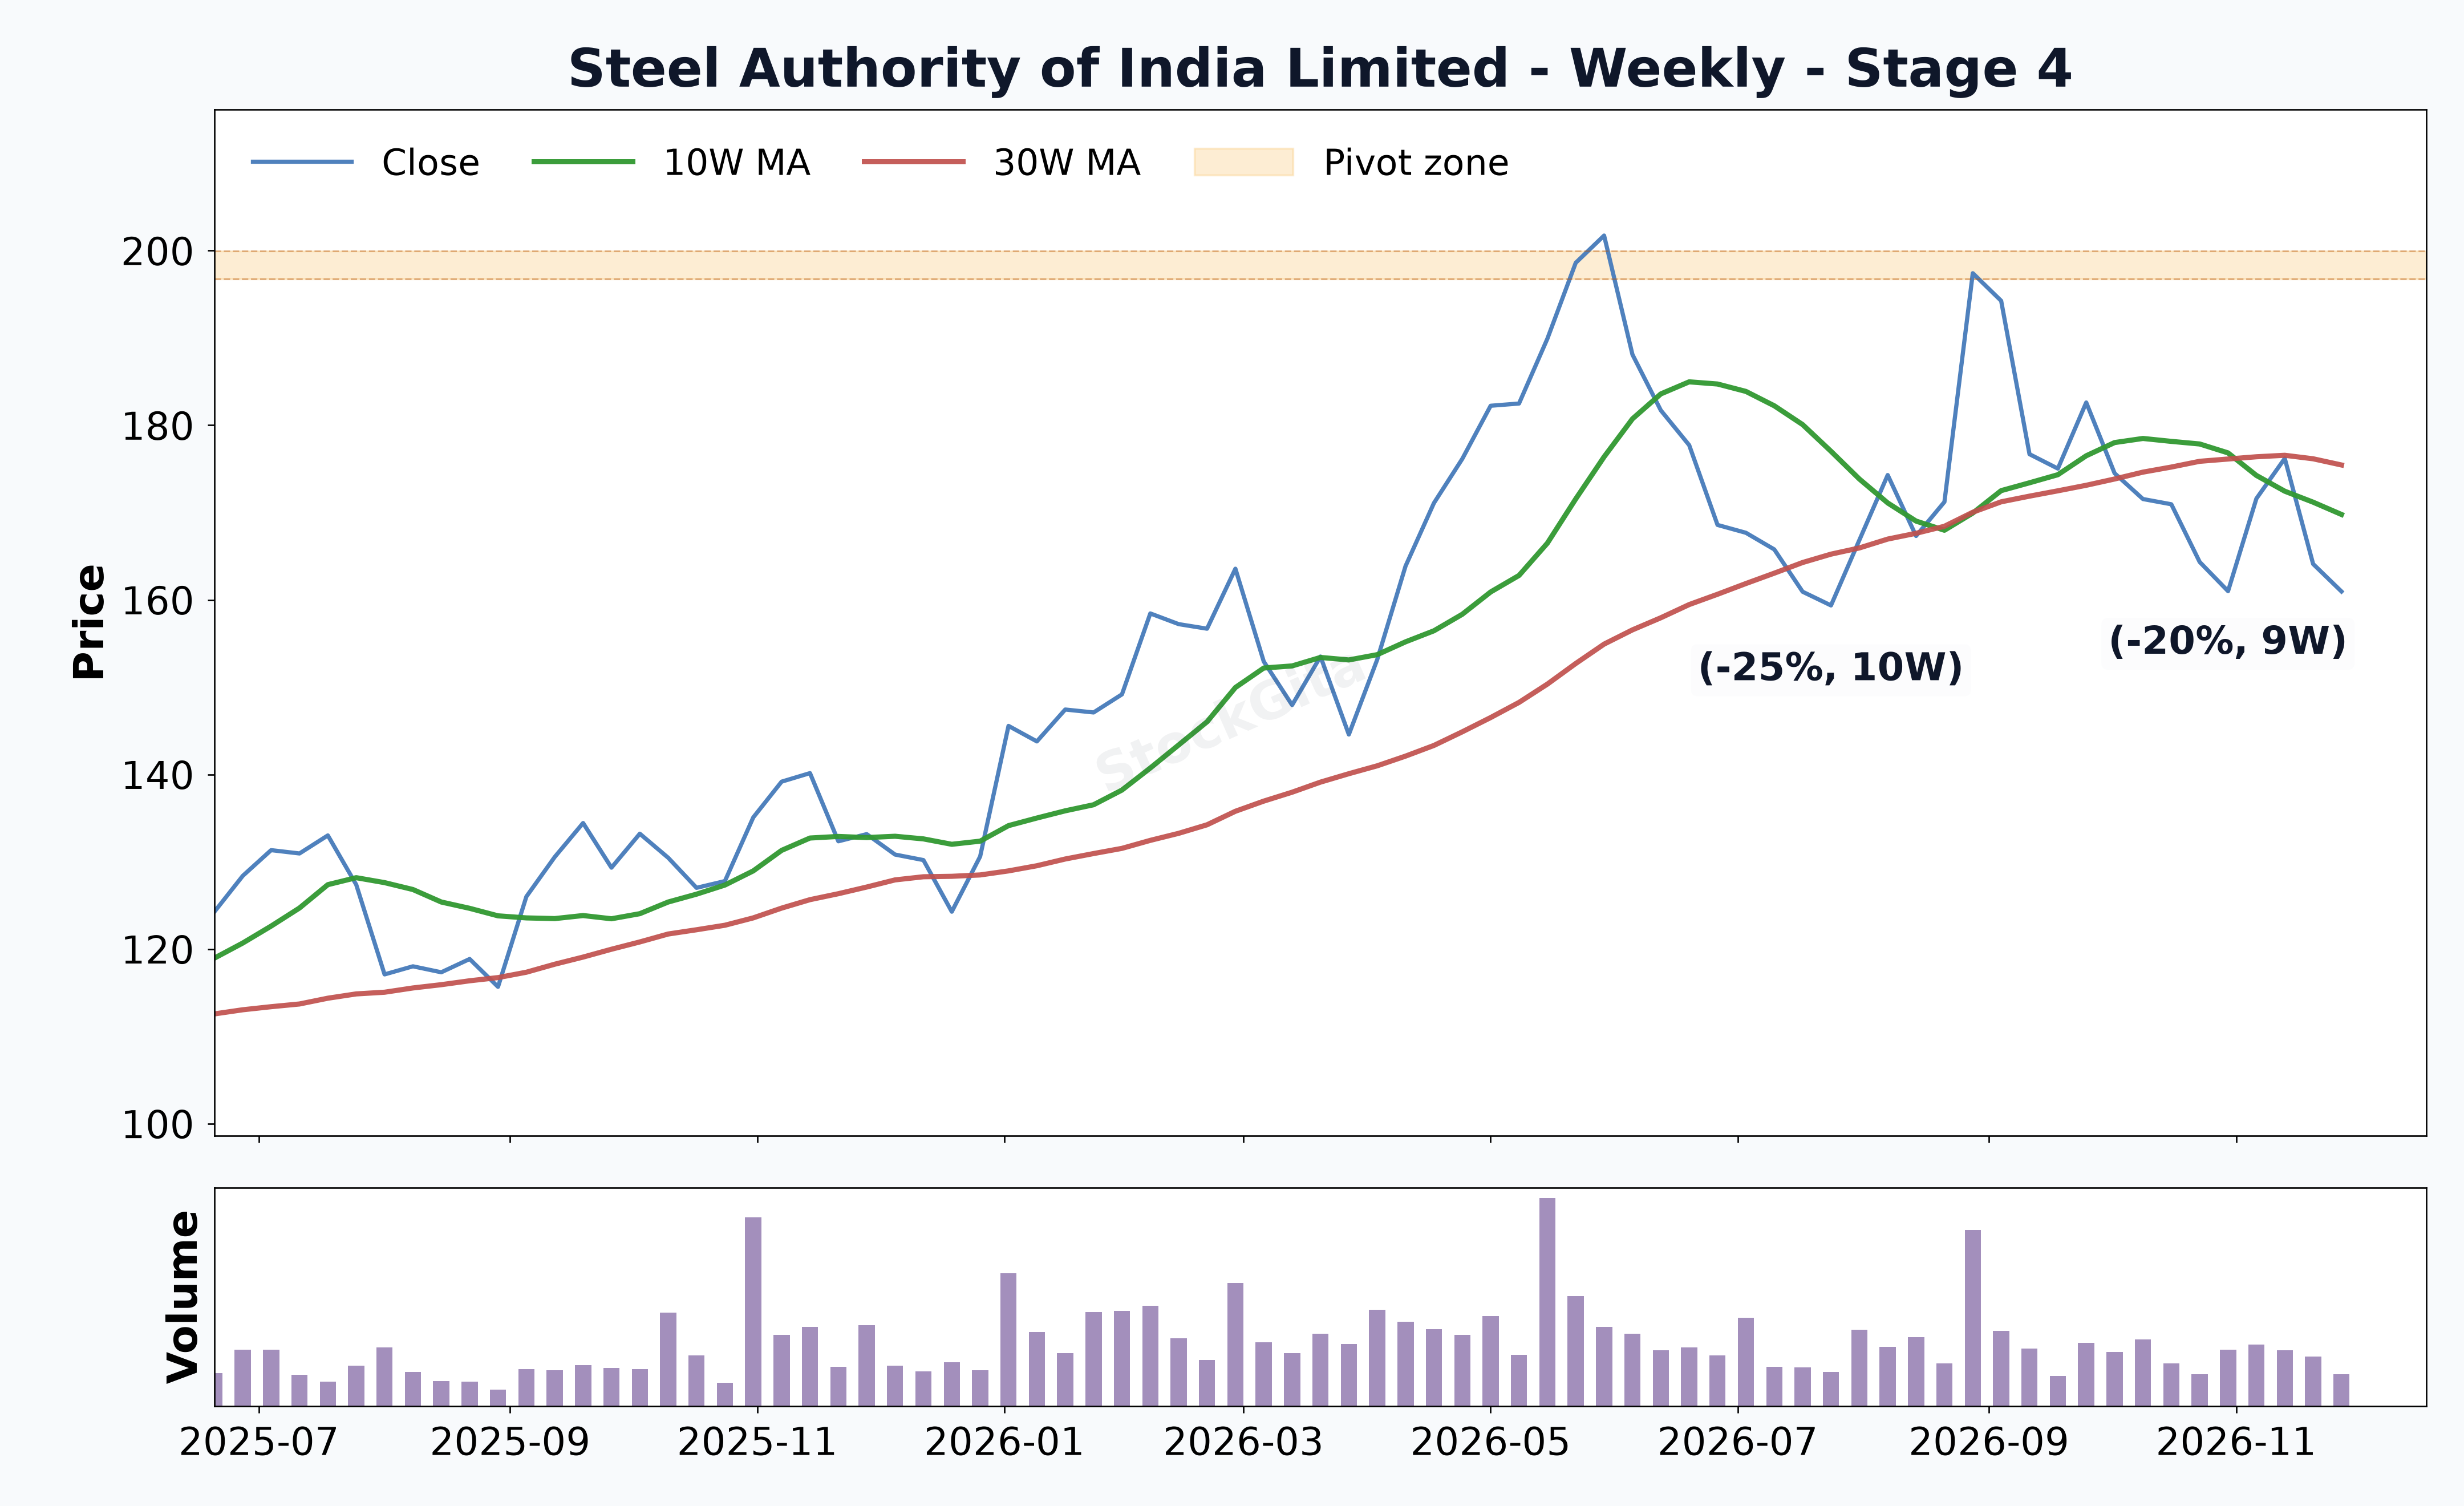 Steel Authority of India Limited - Weekly - Stage 4
Close 10W MA 30W MA Pivot zone
Price
200
180
160
140
120
100
(-25%, 10W)
(-20%, 9W)
StockGita
Volume
2025-07 2025-09 2025-11 2026-01 2026-03 2026-05 2026-07 2026-09 2026-11